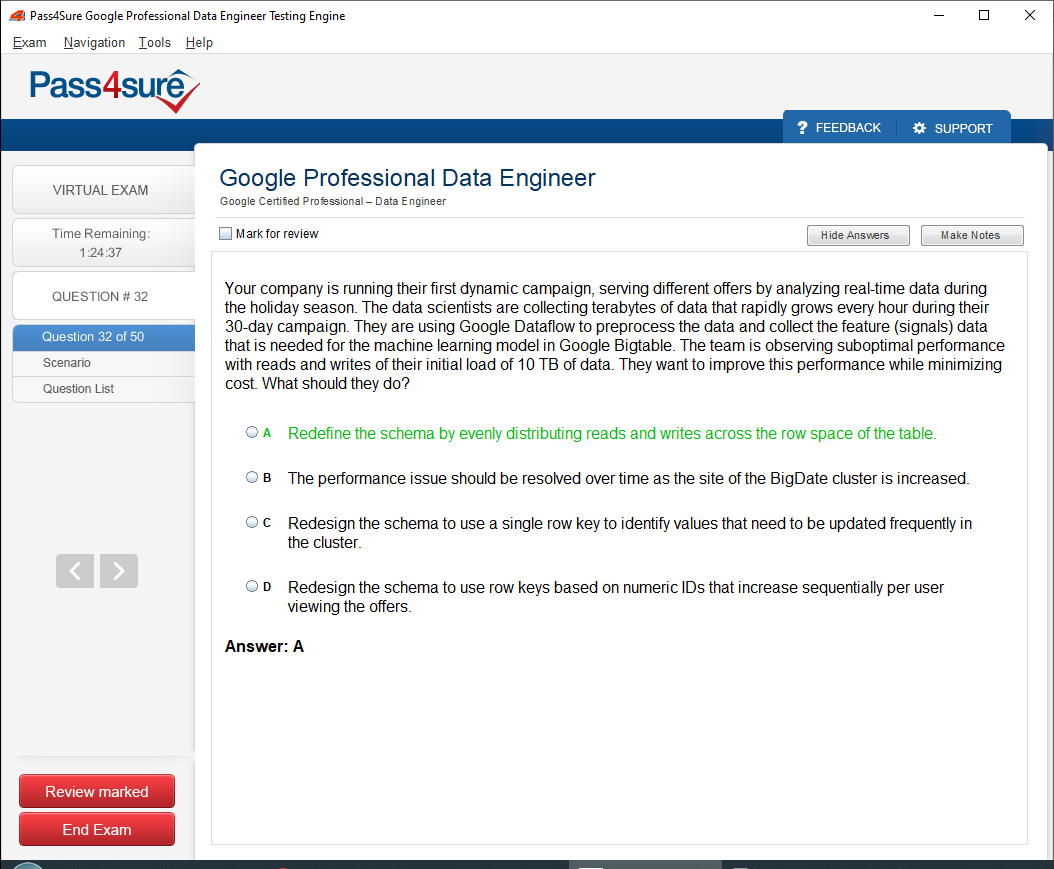 Pass4Sure Google Professional Data Engineer Testing Engine
Exam Navigation Tools Help
Pass4sure
? FEEDBACK SUPPORT
VIRTUAL EXAM
Time Remaining:
1:24:37
QUESTION # 32
Question 32 of 50
Scenario
Question List
Review marked
End Exam
Google Professional Data Engineer
Google Certified Professional – Data Engineer
Mark for review
Hide Answers
Make Notes
Your company is running their first dynamic campaign, serving different offers by analyzing real-time data during
the holiday season. The data scientists are collecting terabytes of data that rapidly grows every hour during their
30-day campaign. They are using Google Dataflow to preprocess the data and collect the feature (signals) data
that is needed for the machine learning model in Google Bigtable. The team is observing suboptimal performance
with reads and writes of their initial load of 10 TB of data. They want to improve this performance while minimizing
cost. What should they do?
A Redefine the schema by evenly distributing reads and writes across the row space of the table.
B The performance issue should be resolved over time as the site of the BigDate cluster is increased.
C Redesign the schema to use a single row key to identify values that need to be updated frequently in
the cluster.
D Redesign the schema to use row keys based on numeric IDs that increase sequentially per user
viewing the offers.
Answer: A